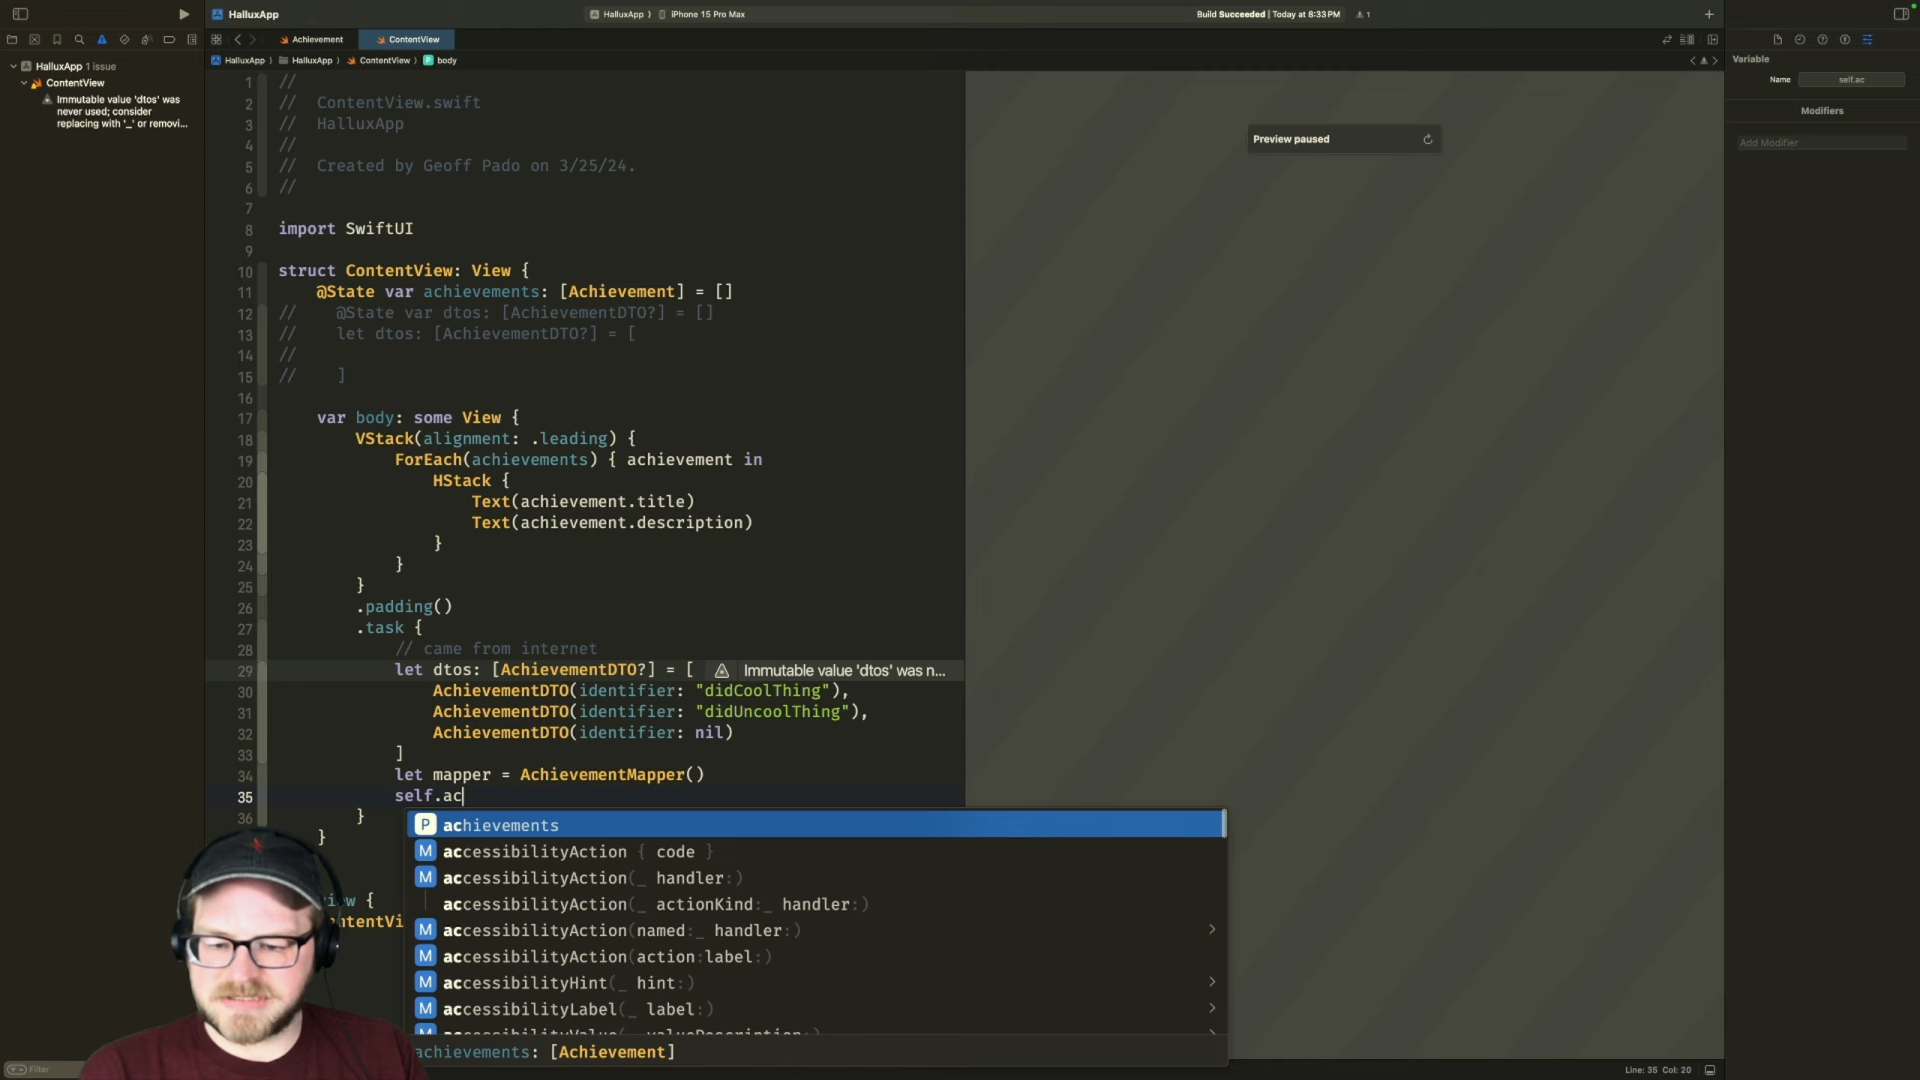 HalluxApp
HalluxApp
iPhone 15 Pro Max
Build Succeeded | Today at 8:33 PM
1
Achievement
ContentView
HalluxApp
HalluxApp
ContentView
body
HalluxApp 1 issue
ContentView
Immutable value 'dtos' was
never used; consider
replacing with '_' or removi...
1 //
2 //  ContentView.swift
3 //  HalluxApp
4 //
5 //  Created by Geoff Pado on 3/25/24.
6 //
7
8 import SwiftUI
9
10 struct ContentView: View {
11 @State var achievements: [Achievement] = []
12 // @State var dtos: [AchievementDTO?] = []
13 // let dtos: [AchievementDTO?] = [
14 //
15 // ]
16
17 var body: some View {
18 VStack(alignment: .leading) {
19 ForEach(achievements) { achievement in
20 HStack {
21 Text(achievement.title)
22 Text(achievement.description)
23 }
24 }
25 }
26 .padding()
27 .task {
28 // came from internet
29 let dtos: [AchievementDTO?] = [ Immutable value 'dtos' was n...
30 AchievementDTO(identifier: "didCoolThing"),
31 AchievementDTO(identifier: "didUncoolThing"),
32 AchievementDTO(identifier: nil)
33 ]
34 let mapper = AchievementMapper()
35 self.ac
36 }
}
{
P achievements
M accessibilityAction { code }
M accessibilityAction(_ handler:)
accessibilityAction(_ actionKind:_ handler:)
M accessibilityAction(named:_ handler:)
M accessibilityAction(action:label:)
M accessibilityHint(_ hint:)
M accessibilityLabel(_ label:)
M accessibilityValue(_ valueDescription:)
achievements: [Achievement]
Preview paused
Variable
Name
self.ac
Modifiers
Add Modifier
Filter
Line: 35 Col: 20